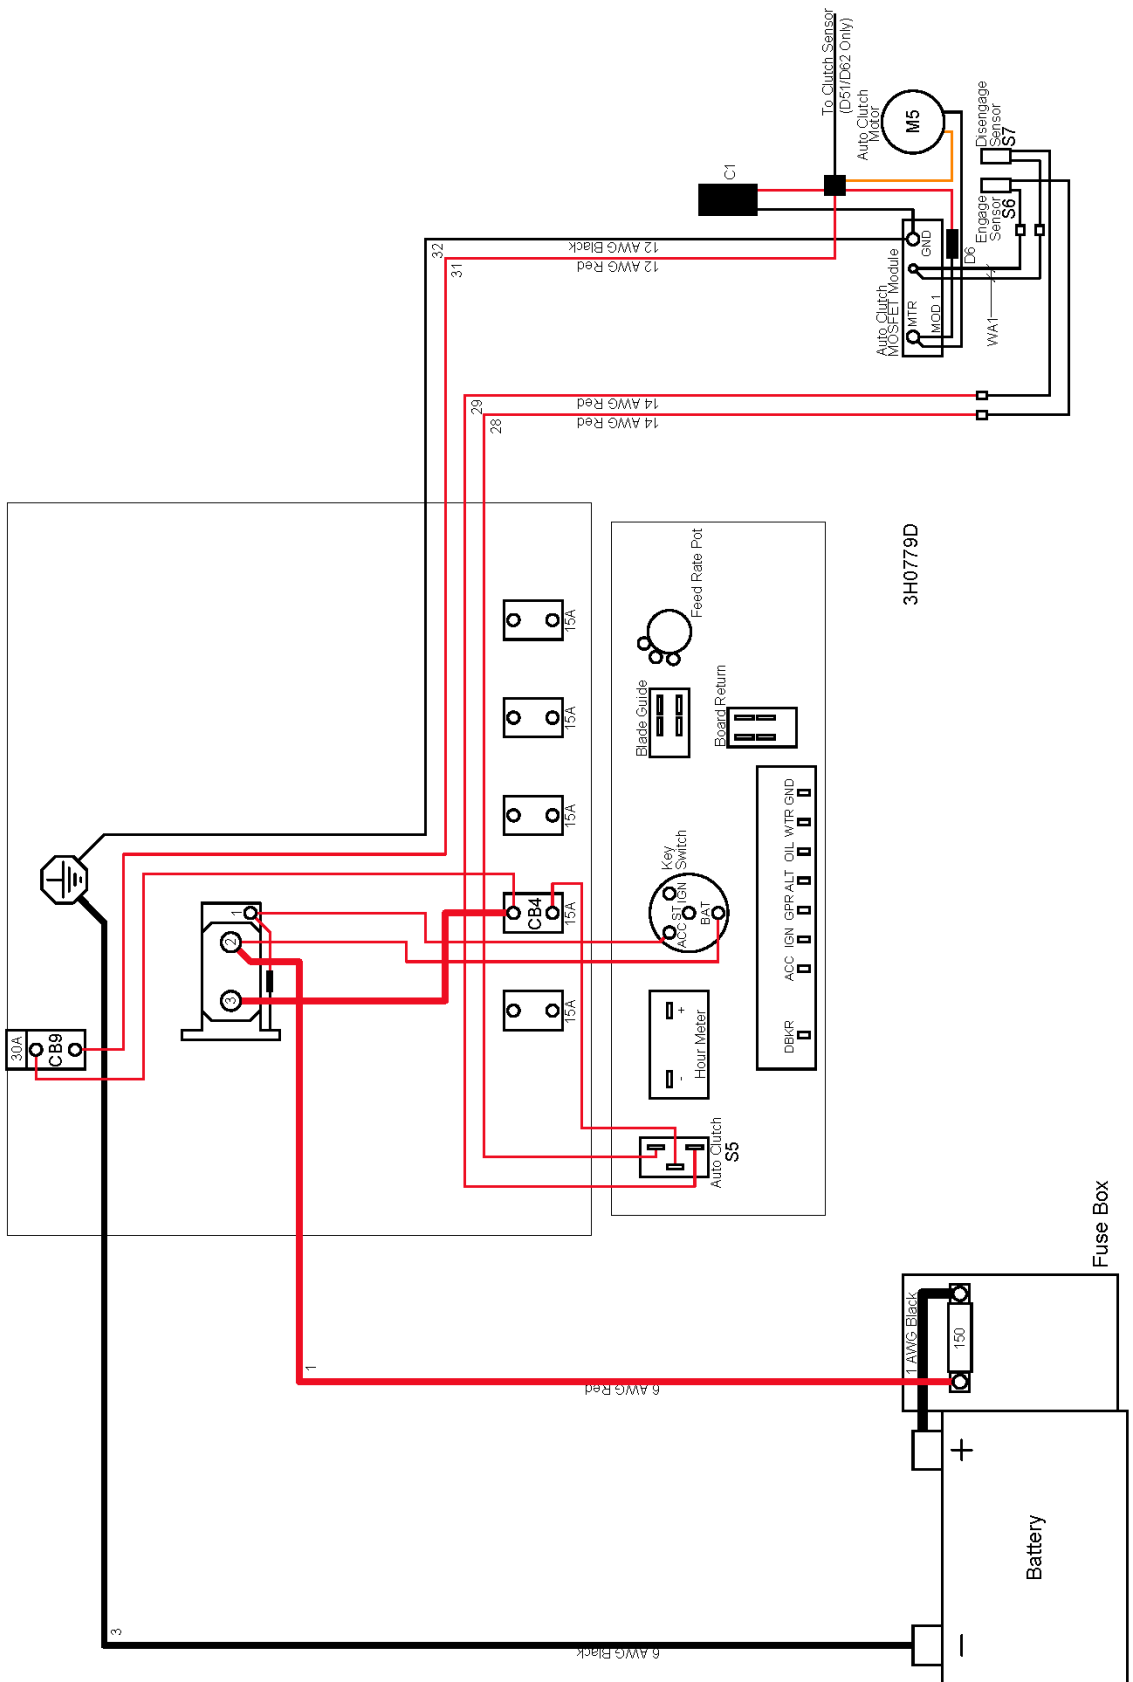 To Clutch Sensor
(D51/D62 Only)
Auto Clutch
Motor
M5
C1
Disengage
Sensor
S7
Engage
Sensor
S6
GND
D6
Auto Clutch
MOSFET Module
MTR
MOD 1
WA1
32
12 AWG Black
31
12 AWG Red
29
14 AWG Red
28
14 AWG Red
3H0779D
15A
15A
15A
CB4
15A
15A
30A
CB9
1
2
3
Feed Rate Pot
Blade Guide
Board Return
Key
Switch
ACC
ST
IGN
BAT
DBKR
ACC
IGN
GPR
ALT
OIL
WTR
GND
Hour Meter
-
+
Auto Clutch
S5
Fuse Box
1 AWG Black
150
1
6 AWG Red
+
Battery
-
3
6 AWG Black